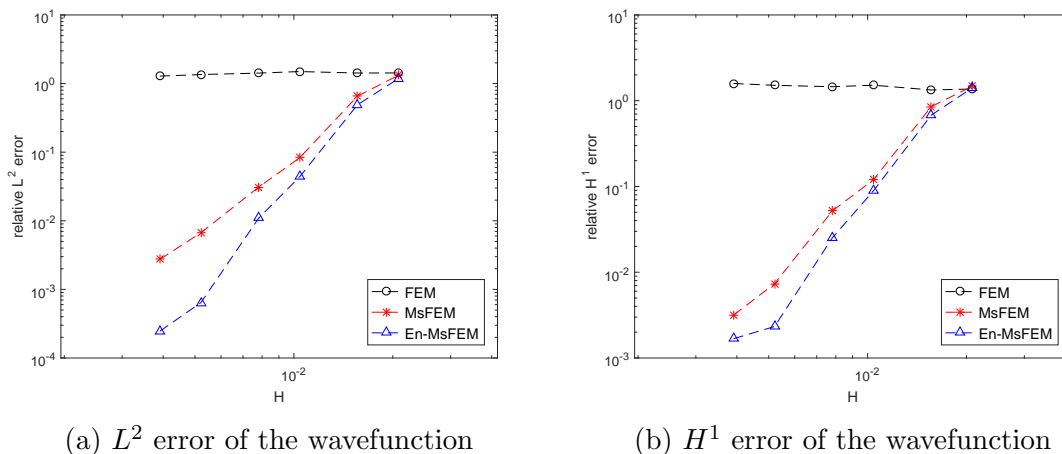 10^1
10^0
10^-1
10^-2
10^-3
10^-4
relative L^2 error
10^-2
H
FEM
MsFEM
En-MsFEM
(a) L^2 error of the wavefunction
10^1
10^0
10^-1
10^-2
10^-3
relative H^1 error
10^-2
H
FEM
MsFEM
En-MsFEM
(b) H^1 error of the wavefunction